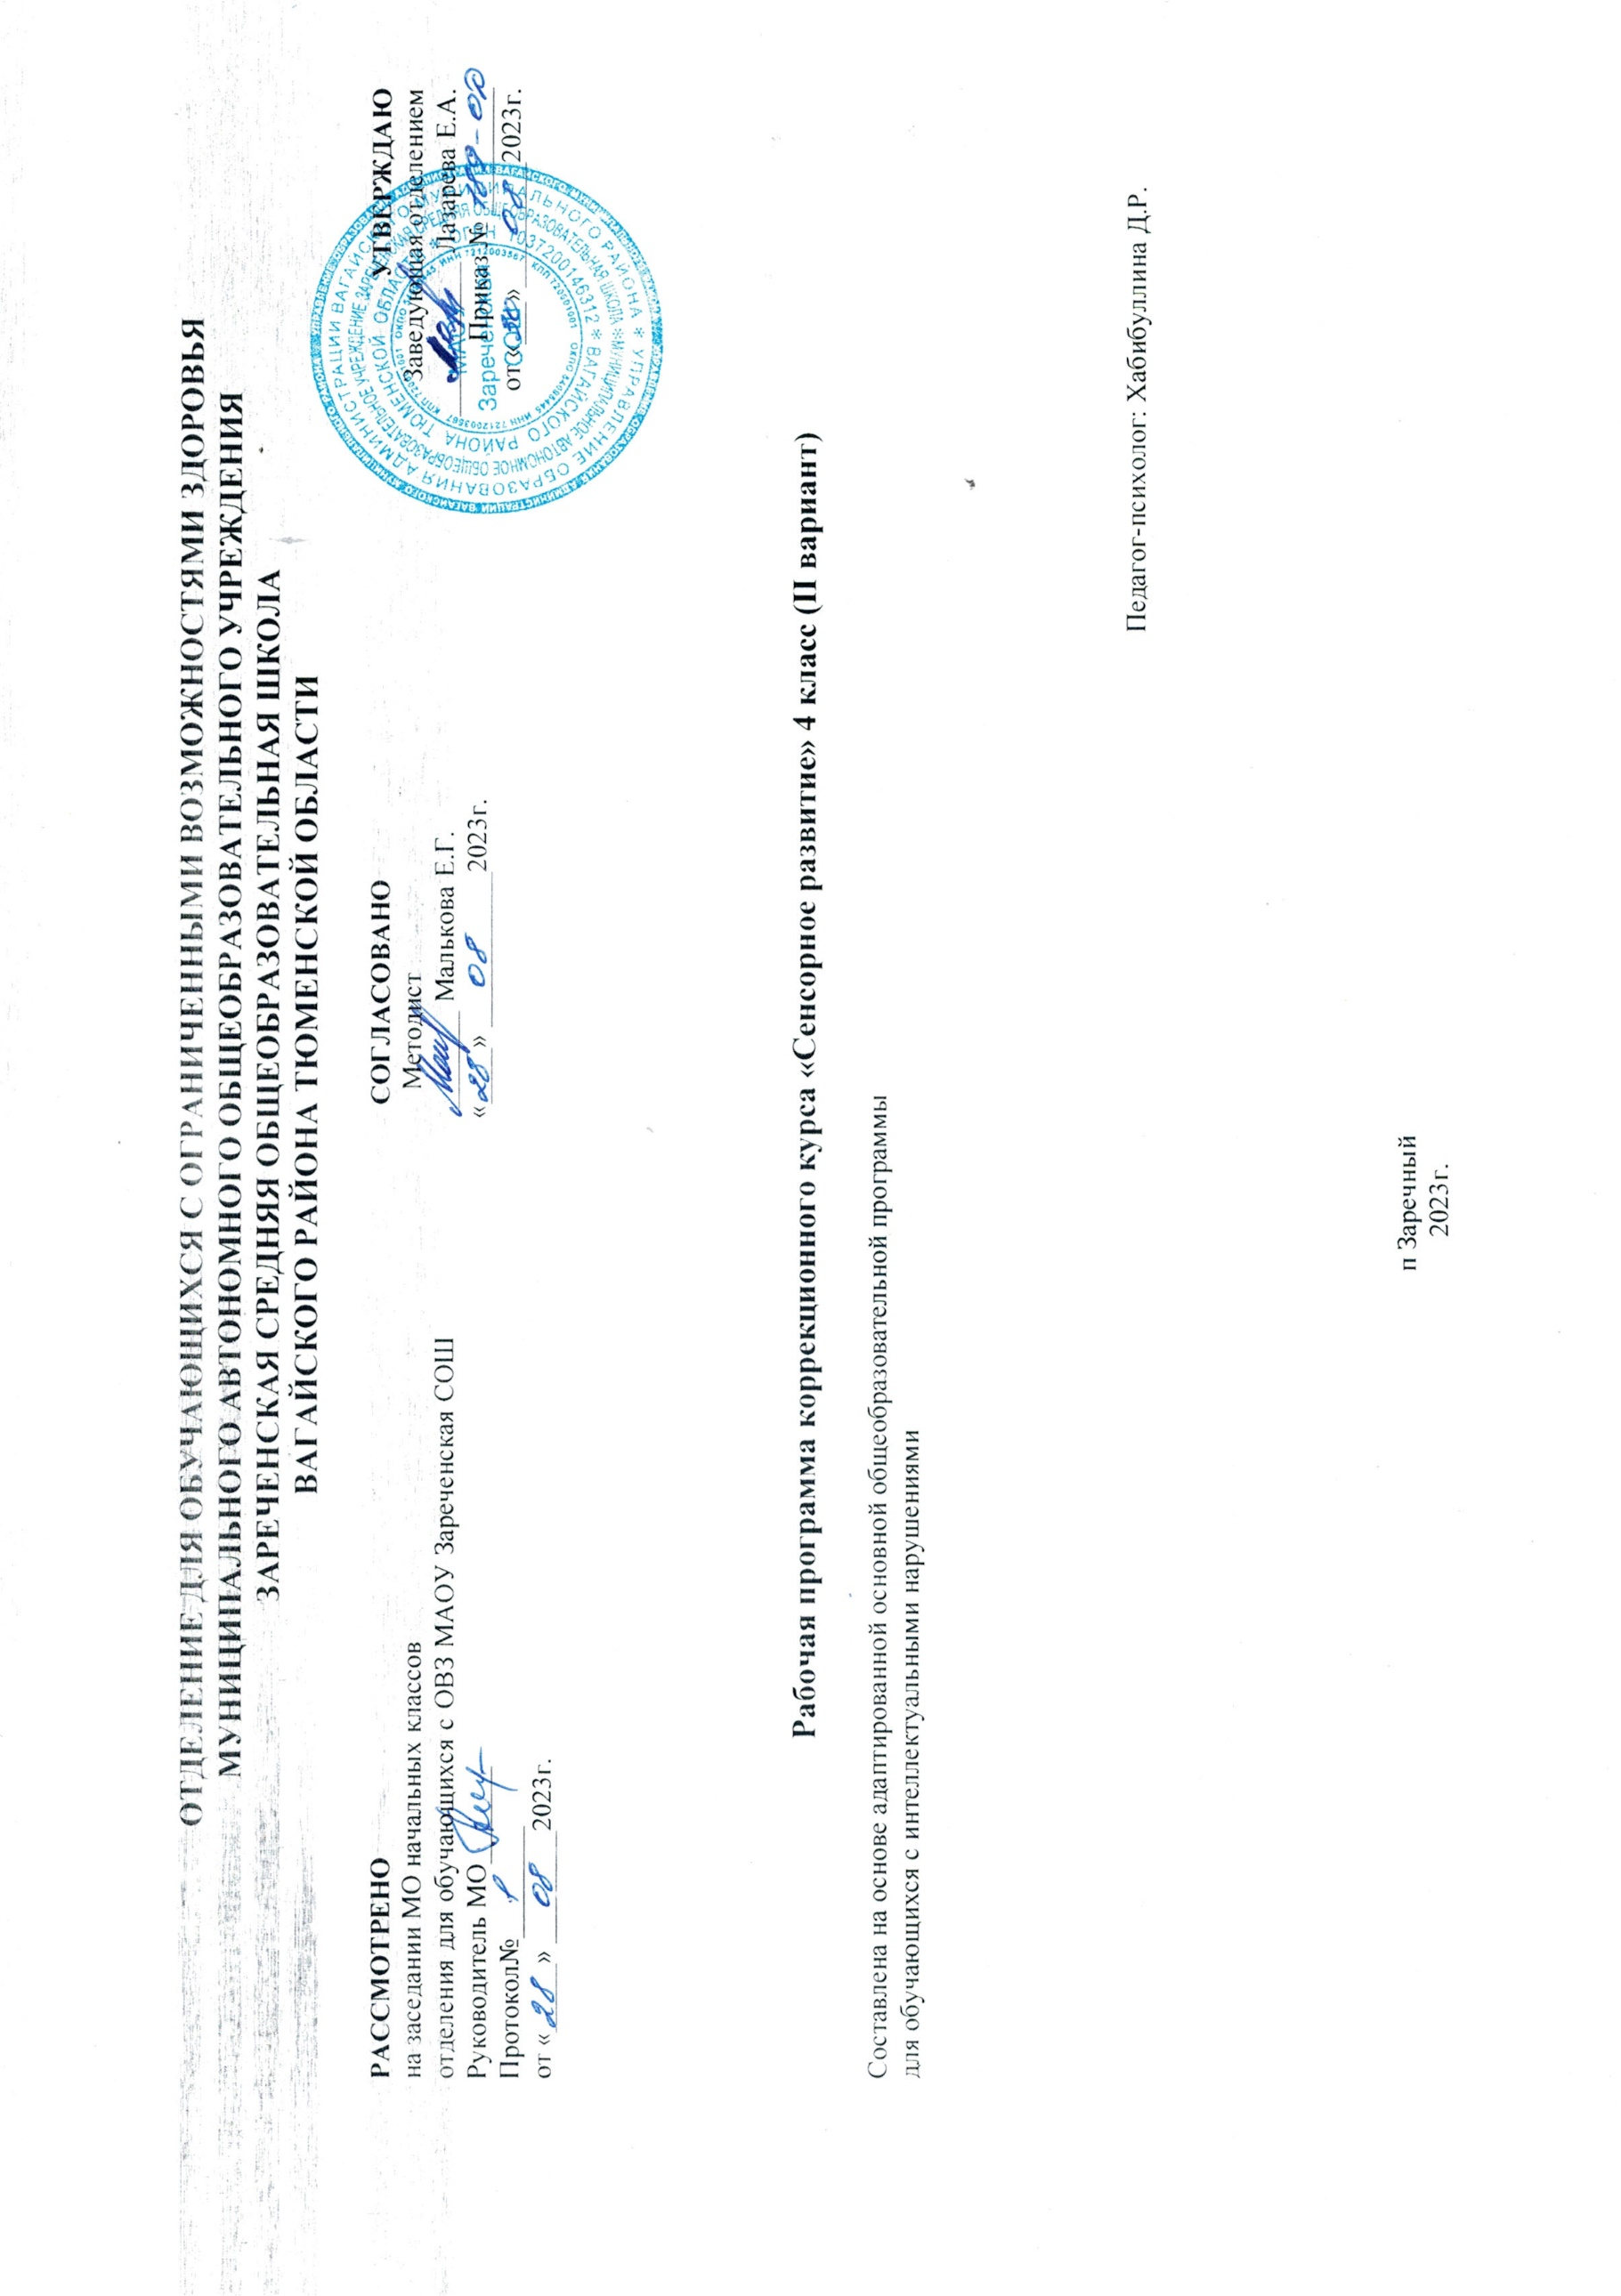 ОТДЕЛЕНИЕ ДЛЯ ОБУЧАЮЩИХСЯ С ОГРАНИЧЕННЫМИ ВОЗМОЖНОСТЯМИ ЗДОРОВЬЯ
МУНИЦИПАЛЬНОГО АВТОНОМНОГО ОБЩЕОБРАЗОВАТЕЛЬНОГО УЧРЕЖДЕНИЯ
ЗАРЕЧЕНСКАЯ СРЕДНЯЯ ОБЩЕОБРАЗОВАТЕЛЬНАЯ ШКОЛА
ВАГАЙСКОГО РАЙОНА ТЮМЕНСКОЙ ОБЛАСТИ
РАССМОТРЕНО
на заседании МО начальных классов
отделения для обучающихся с ОВЗ МАОУ Зареченская СОШ
Руководитель МО
Протокол№
от «28» 08 2023г.
СОГЛАСОВАНО
Методист
Малькова Е.Г.
«28» 08 2023г.
УТВЕРЖДАЮ
Заведующая отделением
Лазарева Е.А.
Приказ №
от « » 08 2023г.
Рабочая программа коррекционного курса «Сенсорное развитие» 4 класс (II вариант)
Составлена на основе адаптированной основной общеобразовательной программы
для обучающихся с интеллектуальными нарушениями
Педагог-психолог: Хабибуллина Д.Р.
п Заречный
2023г.